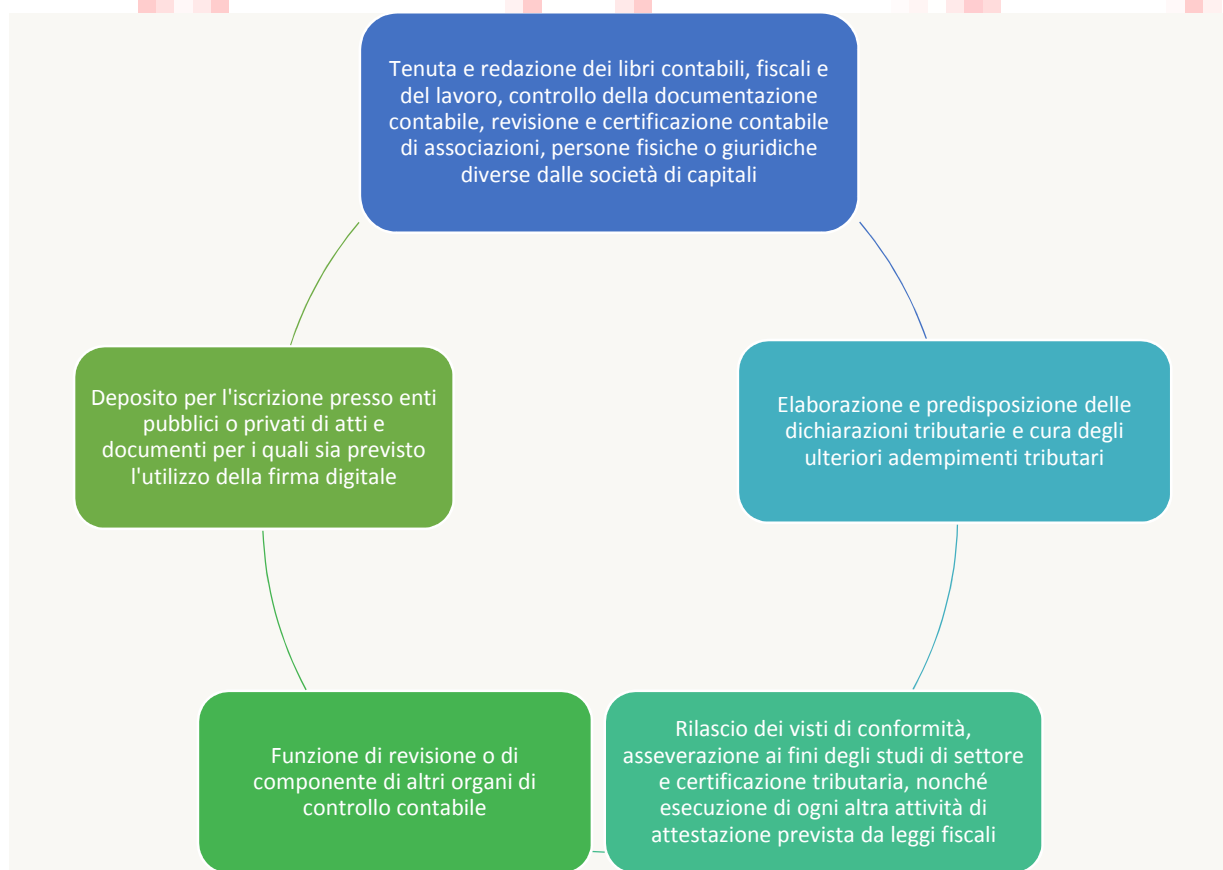 Tenuta e redazione dei libri contabili, fiscali e
del lavoro, controllo della documentazione
contabile, revisione e certificazione contabile
di associazioni, persone fisiche o giuridiche
diverse dalle società di capitali
Elaborazione e predisposizione delle
dichiarazioni tributarie e cura degli
ulteriori adempimenti tributari
Rilascio dei visti di conformità,
asseverazione ai fini degli studi di settore
e certificazione tributaria, nonché
esecuzione di ogni altra attività di
attestazione prevista da leggi fiscali
Funzione di revisione o di
componente di altri organi di
controllo contabile
Deposito per l'iscrizione presso enti
pubblici o privati di atti e
documenti per i quali sia previsto
l'utilizzo della firma digitale